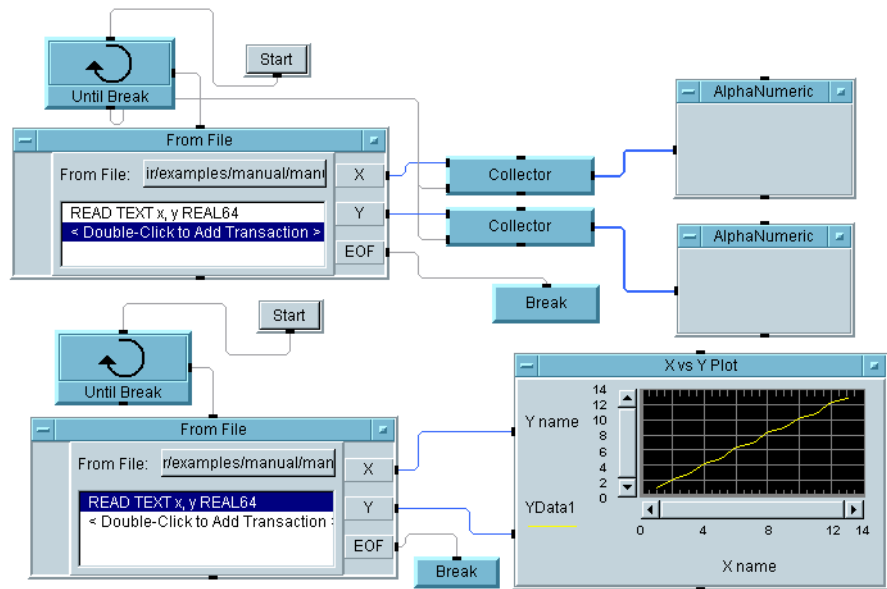 Start
Until Break
From File
From File: ir/examples/manual/manu
READ TEXT x, y REAL64
< Double-Click to Add Transaction >
X
Y
EOF
Collector
Collector
Break
AlphaNumeric
AlphaNumeric
Start
Until Break
From File
From File: r/examples/manual/man
READ TEXT x, y REAL64
< Double-Click to Add Transaction :
X
Y
EOF
Break
X vs Y Plot
Y name
YData1
14
12
10
8
6
4
2
0
0 4 8 12 14
X name